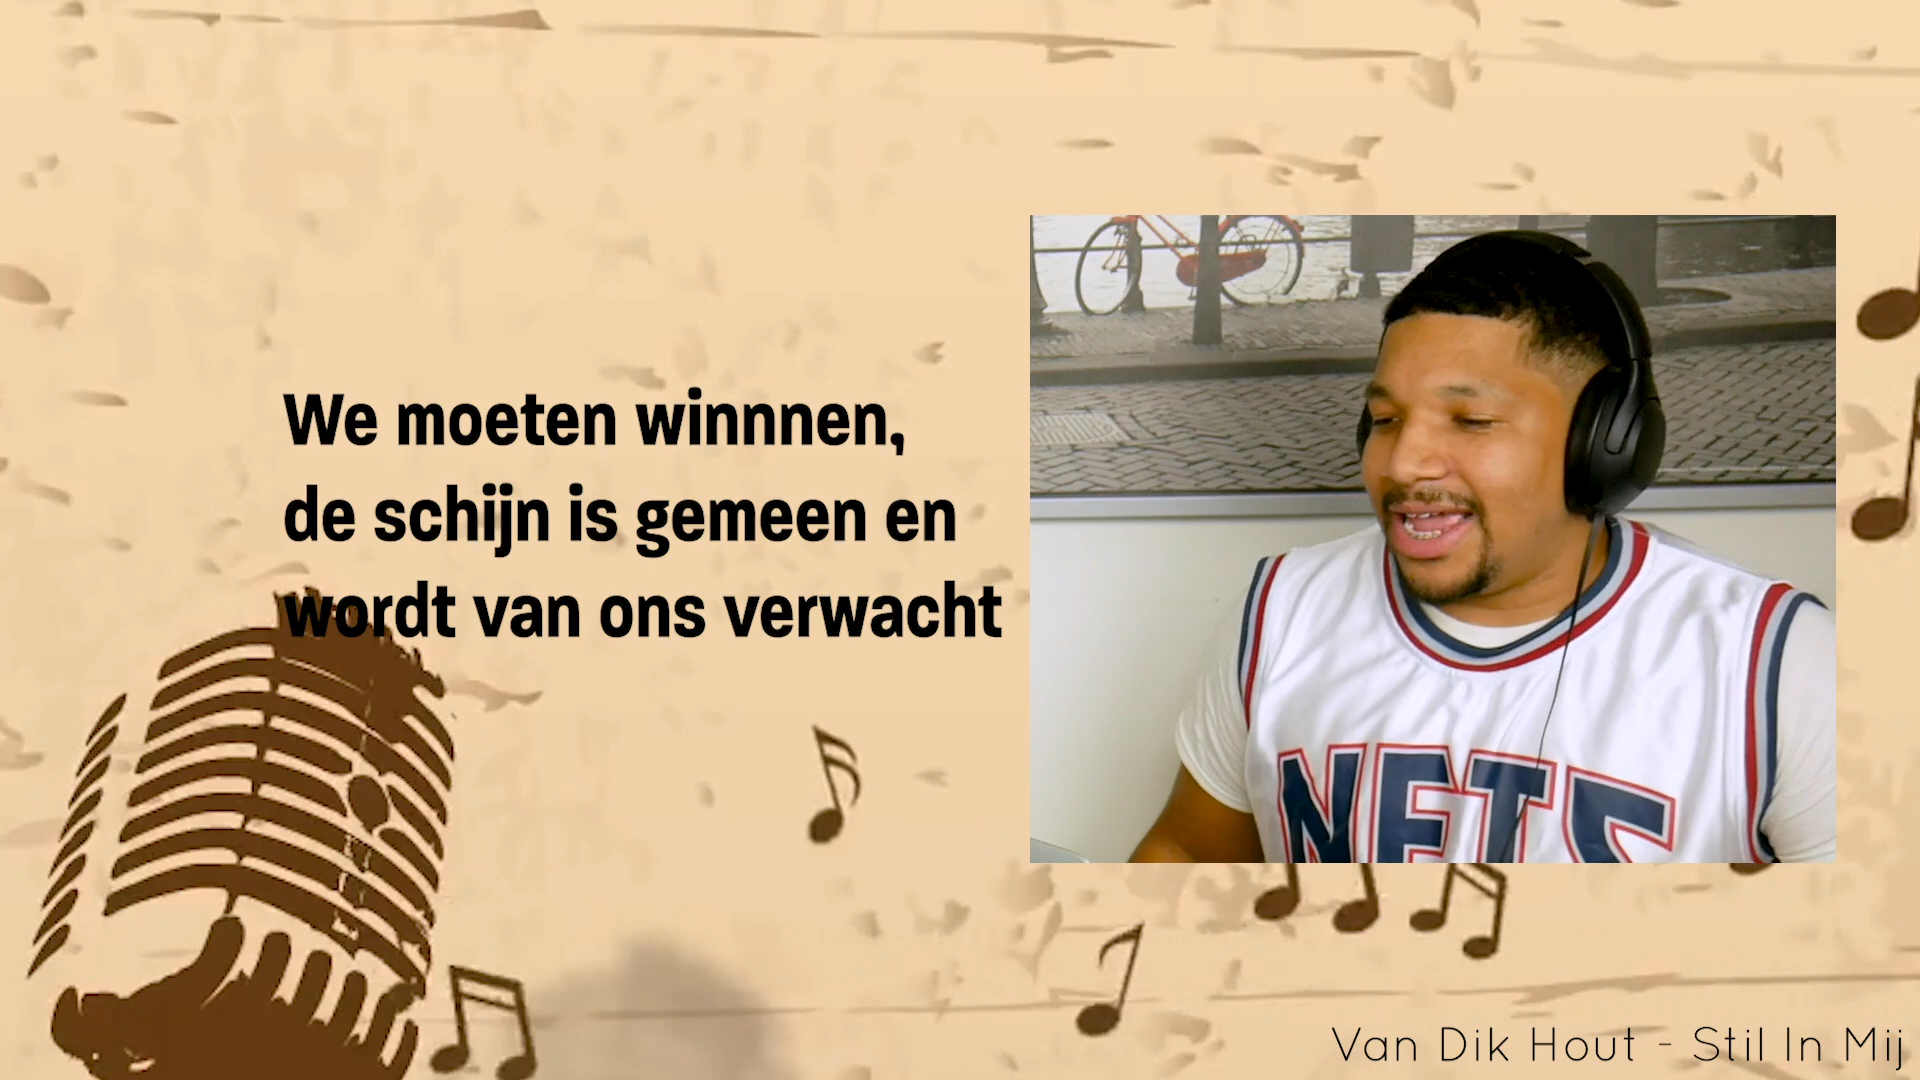 We moeten winnnen,
de schijn is gemeen en
wordt van ons verwacht
NETS
Van Dik Hout - Stil In Mij